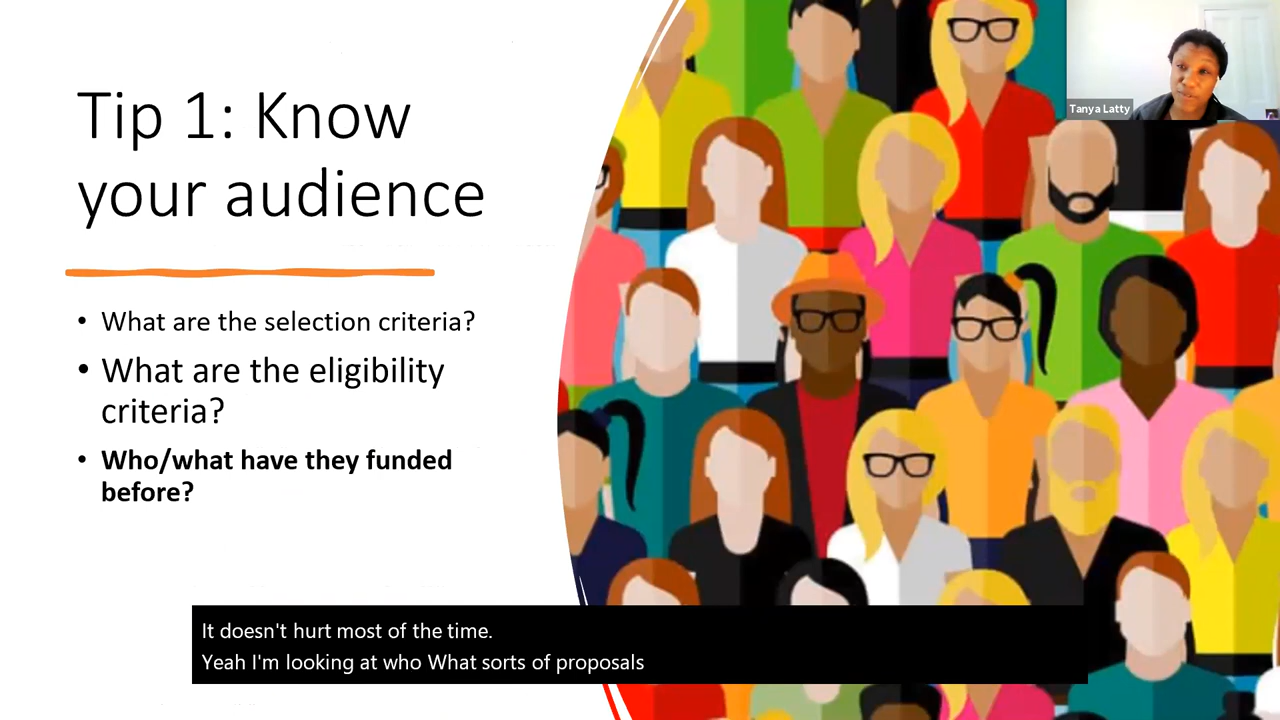 Tip 1: Know
your audience
• What are the selection criteria?
• What are the eligibility
criteria?
• Who/what have they funded
before?
Tanya Latty
It doesn't hurt most of the time.
Yeah I'm looking at who What sorts of proposals